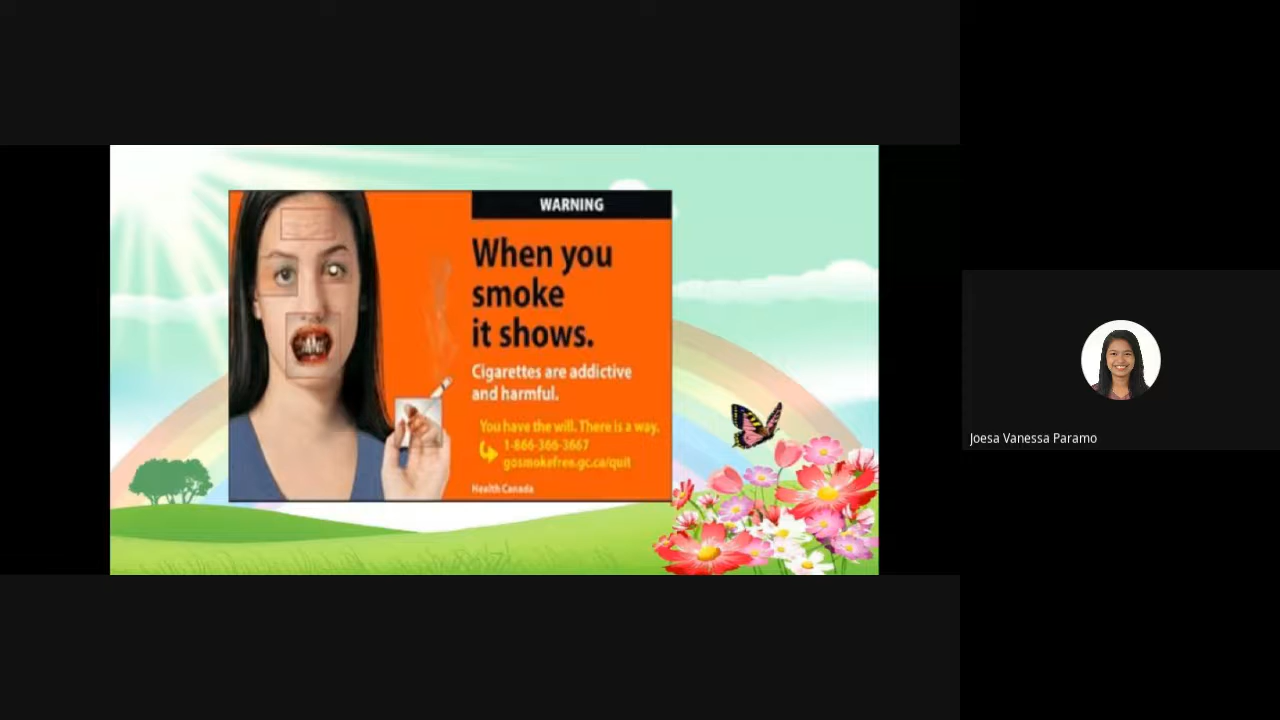 WARNING
When you
smoke
it shows.
Cigarettes are addictive
and harmful.
You have the will. There is a way.
1-866-366-3667
gosmokefree.gc.ca/quit
Health Canada
Joesa Vanessa Paramo